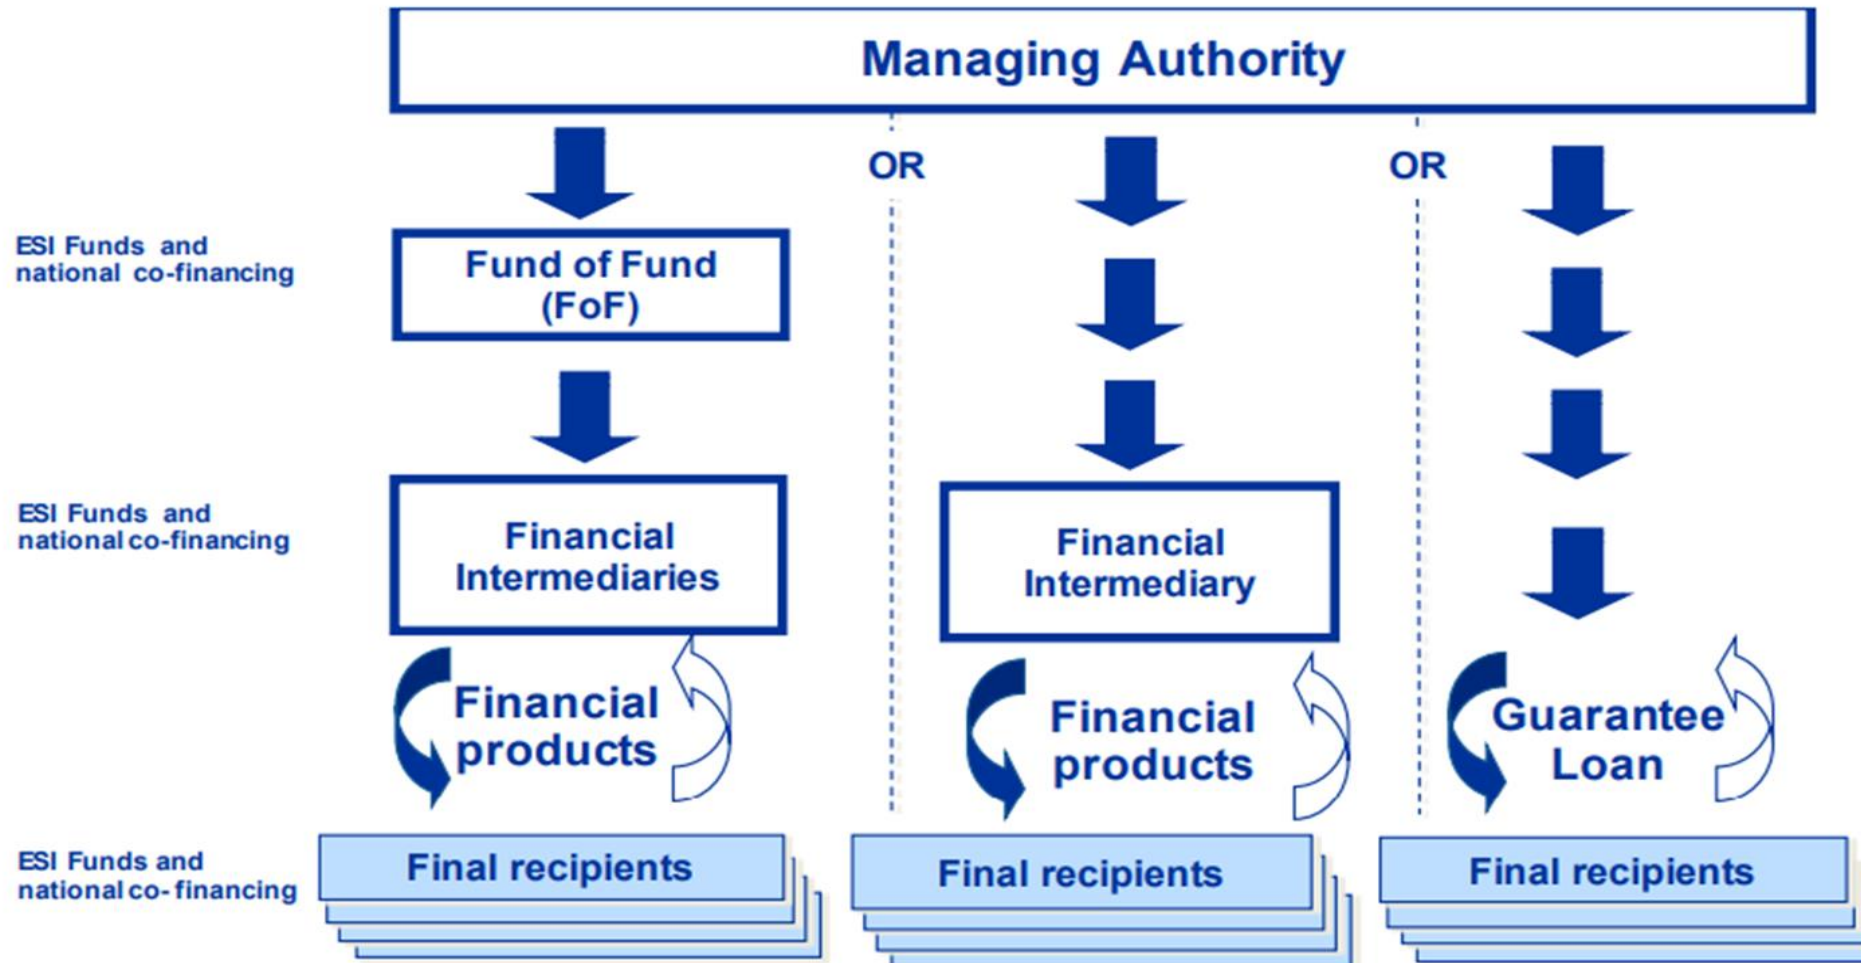 Managing Authority
OR
OR
ESI Funds and
national co-financing
Fund of Fund
(FoF)
ESI Funds and
national co-financing
Financial
Intermediaries
Financial
Intermediary
Financial
products
Financial
products
Guarantee
Loan
ESI Funds and
national co-financing
Final recipients
Final recipients
Final recipients